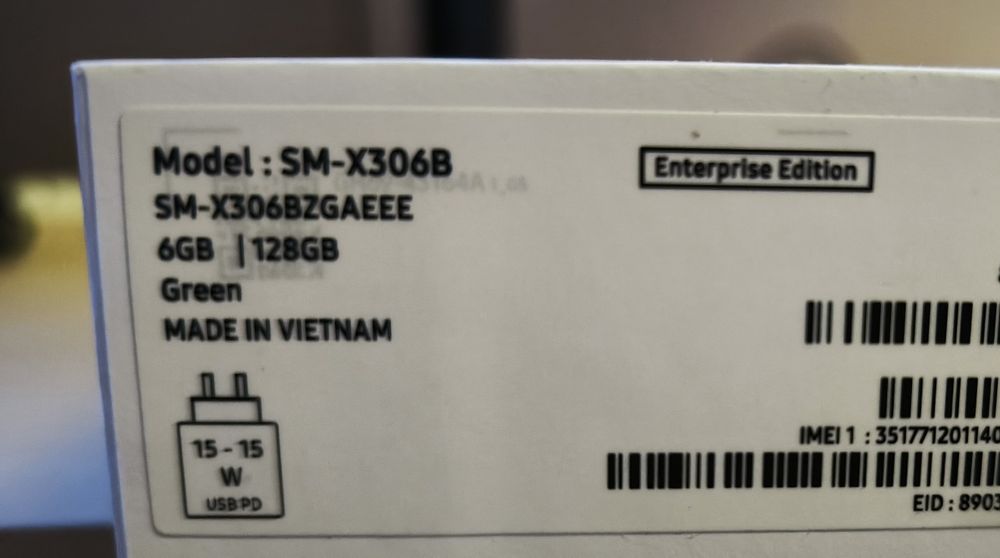 Model : SM-X306B
Enterprise Edition
SM-X306BZGAEEE
6GB | 128GB
Green
MADE IN VIETNAM
15 - 15
W
USB PD
IMEI 1 : 351771201140
EID : 8903